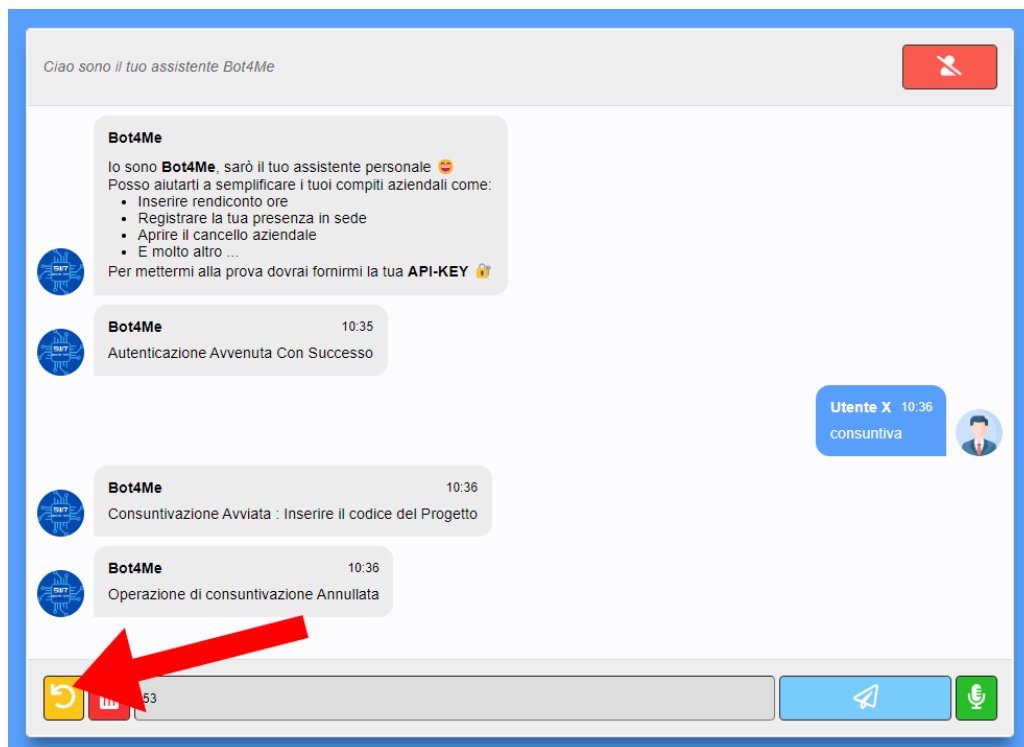 Ciao sono il tuo assistente Bot4Me
Bot4Me
Io sono Bot4Me, sarò il tuo assistente personale 😄
Posso aiutarti a semplificare i tuoi compiti aziendali come:
• Inserire rendiconto ore
• Registrare la tua presenza in sede
• Aprire il cancello aziendale
• E molto altro ...
Per mettermi alla prova dovrai fornirmi la tua API-KEY 🔐
Bot4Me 10:35
Autenticazione Avvenuta Con Successo
Utente X 10:36
consuntiva
Bot4Me 10:36
Consuntivazione Avviata : Inserire il codice del Progetto
Bot4Me 10:36
Operazione di consuntivazione Annullata
53